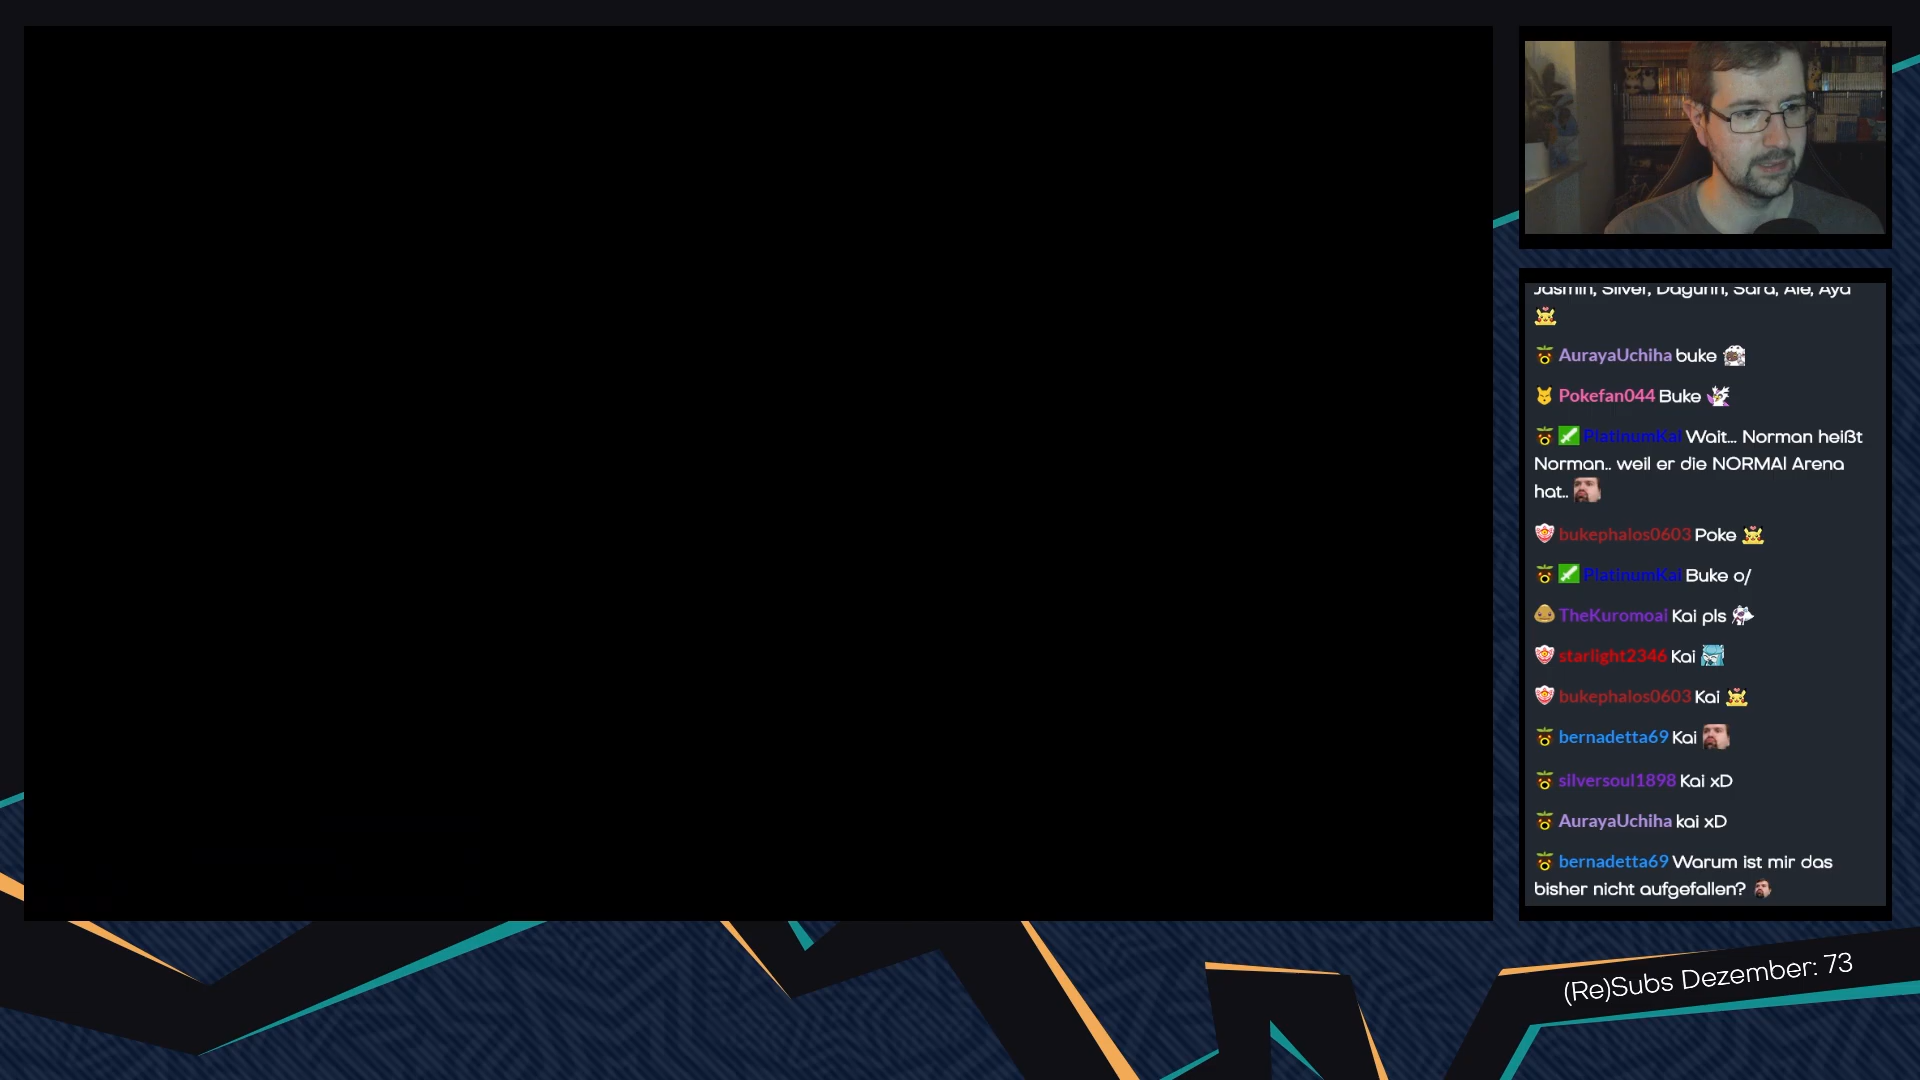 Jasmin, Silver, Dagunn, Sara, Ale, Aya
AurayaUchiha buke
Pokefan044 Buke
PlatinumKai Wait... Norman heißt
Norman.. weil er die NORMAl Arena
hat..
bukephalos0603 Poke
PlatinumKai Buke o/
TheKuromoai Kai pls
starlight2346 Kai
bukephalos0603 Kai
bernadetta69 Kai
silversoul1898 Kai xD
AurayaUchiha kai xD
bernadetta69 Warum ist mir das
bisher nicht aufgefallen?
(Re)Subs Dezember: 73